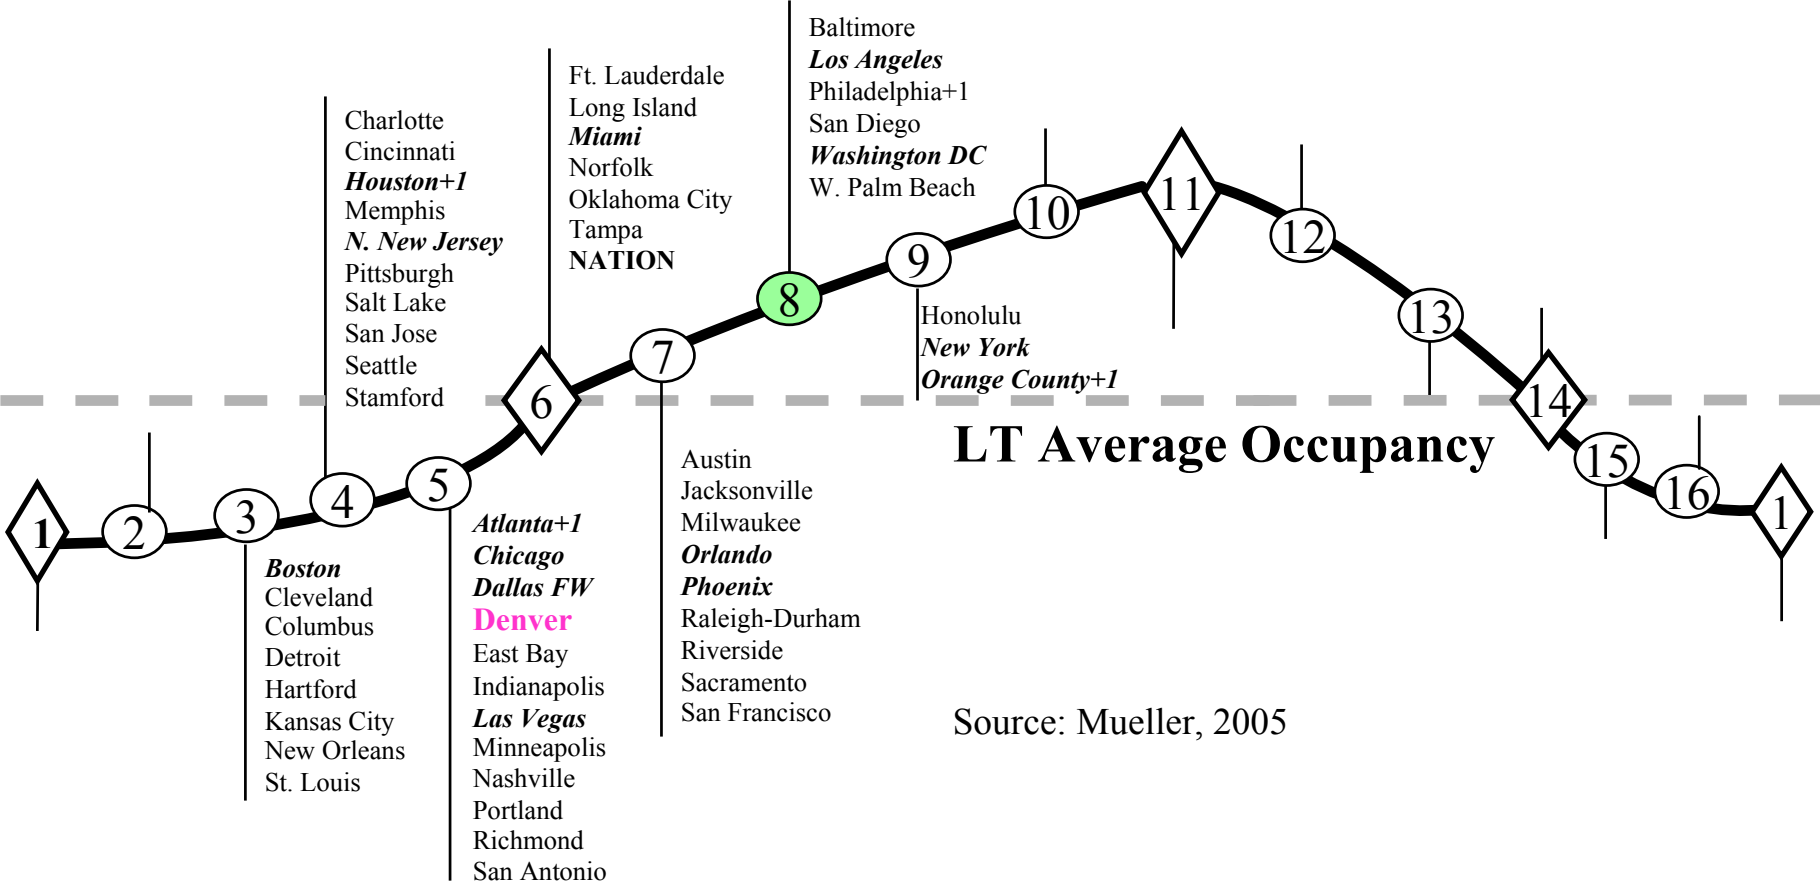 Baltimore
Los Angeles
Philadelphia+1
San Diego
Washington DC
W. Palm Beach
Ft. Lauderdale
Long Island
Miami
Norfolk
Oklahoma City
Tampa
NATION
Charlotte
Cincinnati
Houston+1
Memphis
N. New Jersey
Pittsburgh
Salt Lake
San Jose
Seattle
Stamford
1
2
3
4
5
6
7
8
9
10
11
12
13
14
15
16
1
Honolulu
New York
Orange County+1
LT Average Occupancy
Boston
Cleveland
Columbus
Detroit
Hartford
Kansas City
New Orleans
St. Louis
Atlanta+1
Chicago
Dallas FW
Denver
East Bay
Indianapolis
Las Vegas
Minneapolis
Nashville
Portland
Richmond
San Antonio
Austin
Jacksonville
Milwaukee
Orlando
Phoenix
Raleigh-Durham
Riverside
Sacramento
San Francisco
Source: Mueller, 2005